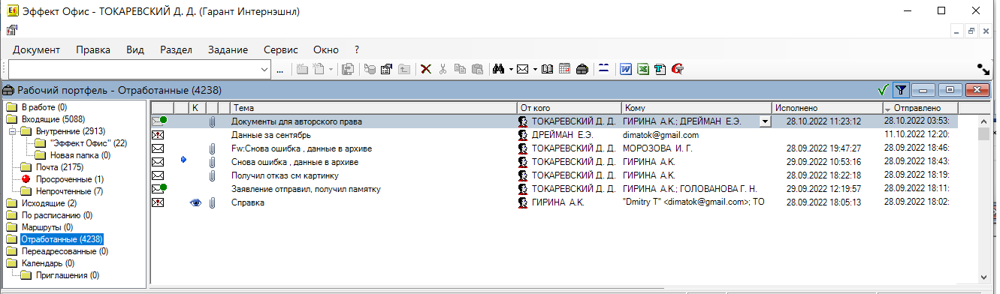 Эффект Офис - ТОКАРЕВСКИЙ Д. Д. (Гарант Интернэшнл)
Документ Правка Вид Раздел Задание Сервис Окно ?
...
Рабочий портфель - Отработанные (4238)
В работе (0)
Входящие (5088)
Внутренние (2913)
"Эффект Офис" (22)
Новая папка (0)
Почта (2175)
Просроченные (1)
Непрочтенные (7)
Исходящие (2)
По расписанию (0)
Маршруты (0)
Отработанные (4238)
Переадресованные (0)
Календарь (0)
Приглашения (0)
К Тема От кого Кому Исполнено Отправлено
Документы для авторского права ТОКАРЕВСКИЙ Д. Д. ГИРИНА А.К.; ДРЕЙМАН Е.Э. 28.10.2022 11:23:12 28.10.2022 03:53:
Данные за сентябрь ДРЕЙМАН Е.Э. dimatok@gmail.com 11.10.2022 12:20:
Fw:Снова ошибка , данные в архиве ТОКАРЕВСКИЙ Д. Д. МОРОЗОВА И. Г. 28.09.2022 19:47:27 28.09.2022 18:46:
Снова ошибка , данные в архиве ТОКАРЕВСКИЙ Д. Д. ГИРИНА А.К. 29.09.2022 10:53:16 28.09.2022 18:43:
Получил отказ см картинку ТОКАРЕВСКИЙ Д. Д. ГИРИНА А.К. 28.09.2022 18:22:18 28.09.2022 18:19:
Заявление отправил, получил памятку ТОКАРЕВСКИЙ Д. Д. ГИРИНА А.К.; ГОЛОВАНОВА Г. Н. 29.09.2022 12:19:57 28.09.2022 18:11:
Справка ГИРИНА А.К. "Dmitry T" <dimatok@gmail.com>; ТО 28.09.2022 18:05:13 28.09.2022 18:02: